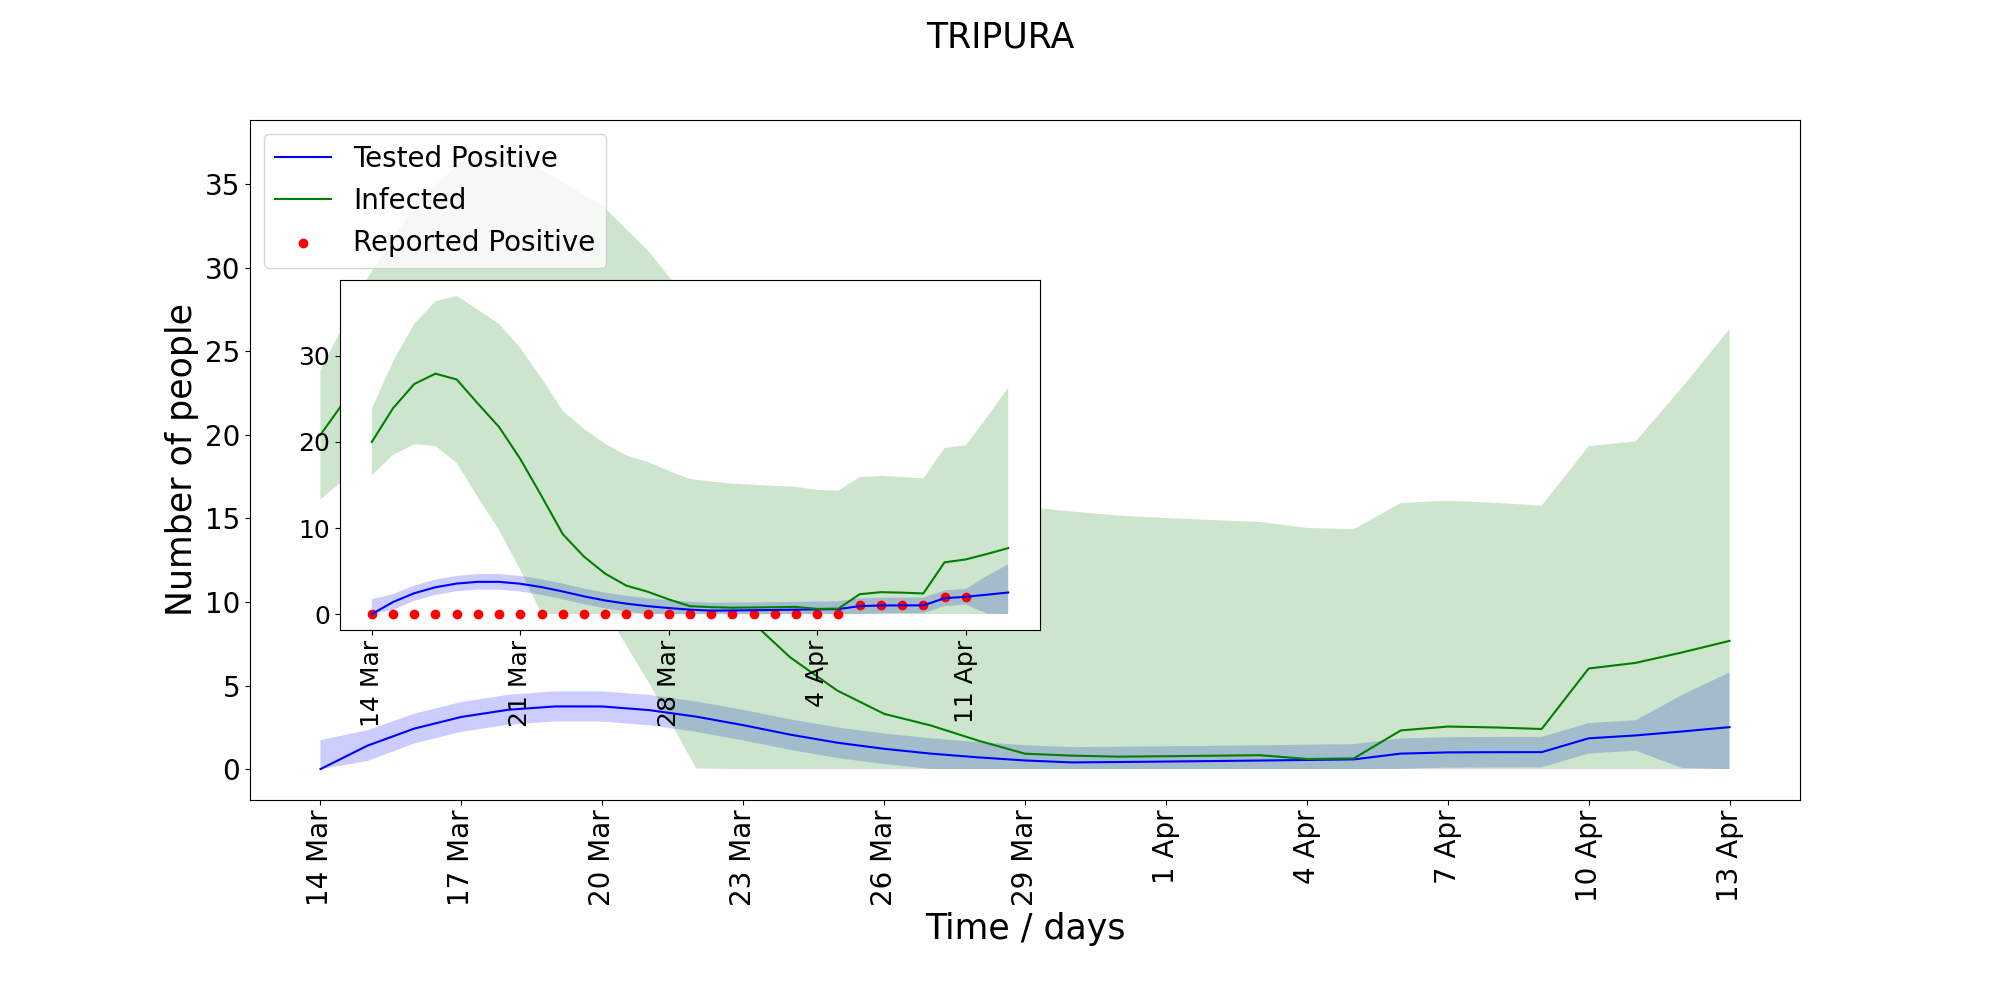 TRIPURA
Tested Positive
Infected
Reported Positive
Number of people
35
30
25
20
15
10
5
0
30
20
10
0
14 Mar
21 Mar
28 Mar
4 Apr
11 Apr
14 Mar
17 Mar
20 Mar
23 Mar
26 Mar
29 Mar
1 Apr
4 Apr
7 Apr
10 Apr
13 Apr
Time / days